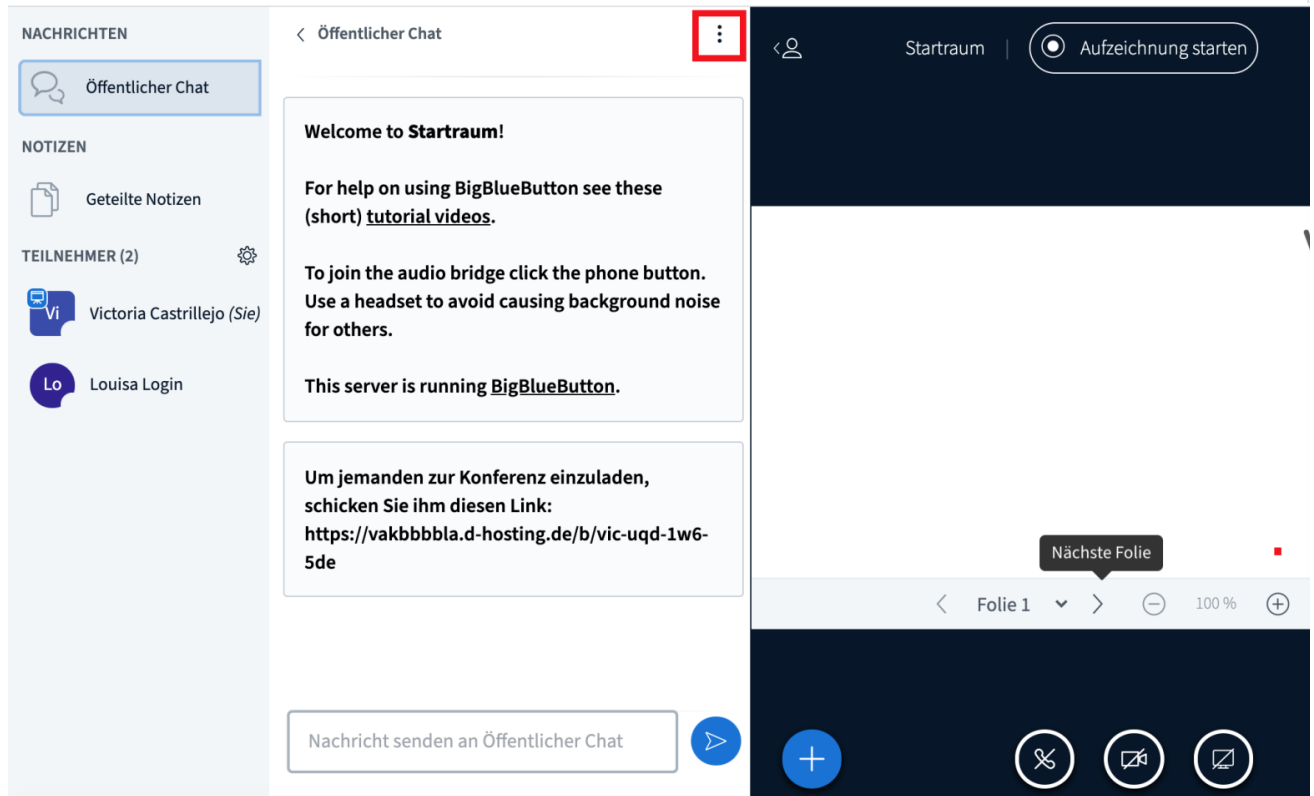 NACHRICHTEN
Öffentlicher Chat
NOTIZEN
Geteilte Notizen
TEILNEHMER (2)
Vi
Victoria Castrillejo (Sie)
Lo
Louisa Login
Öffentlicher Chat
Welcome to Startraum!
For help on using BigBlueButton see these
(short) tutorial videos.
To join the audio bridge click the phone button.
Use a headset to avoid causing background noise
for others.
This server is running BigBlueButton.
Um jemanden zur Konferenz einzuladen,
schicken Sie ihm diesen Link:
https://vakbbbbla.d-hosting.de/b/vic-uqd-1w6-
5de
Nachricht senden an Öffentlicher Chat
Startraum
Aufzeichnung starten
Nächste Folie
Folie 1
100 %